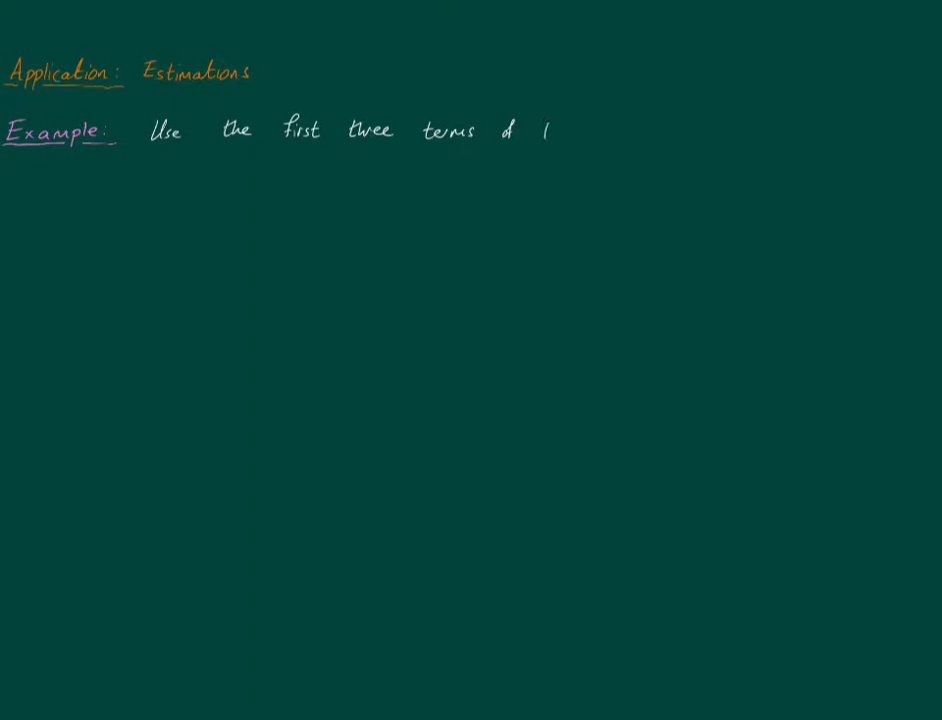 Application: Estimations
Example: Use the first three terms of (